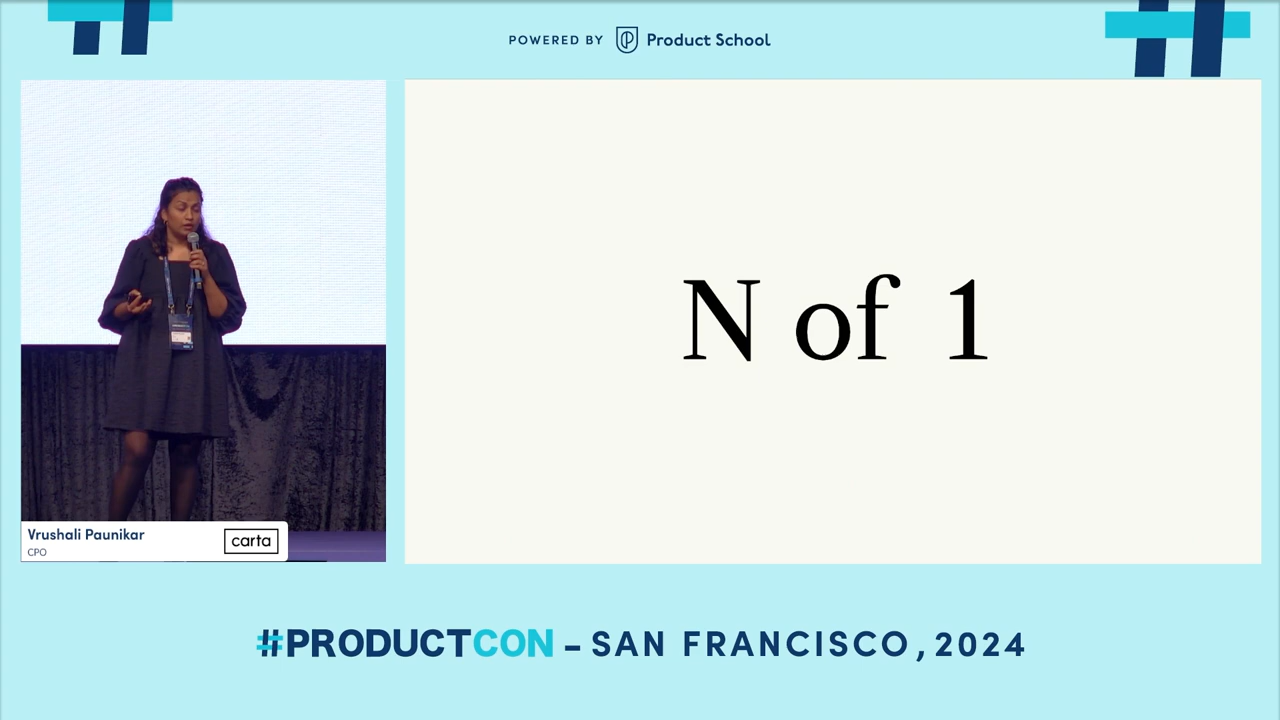 POWERED BY Product School
N of 1
Vrushali Paunikar
CPO
carta
#PRODUCTCON – SAN FRANCISCO, 2024